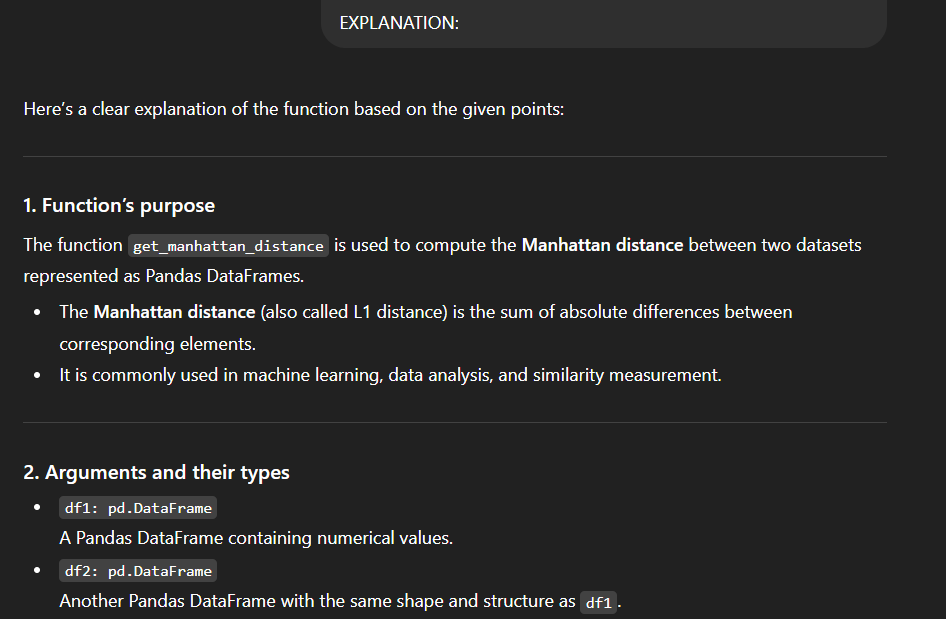 EXPLANATION:
Here's a clear explanation of the function based on the given points:
1. Function's purpose
The function get_manhattan_distance is used to compute the Manhattan distance between two datasets
represented as Pandas DataFrames.
• The Manhattan distance (also called L1 distance) is the sum of absolute differences between
corresponding elements.
• It is commonly used in machine learning, data analysis, and similarity measurement.
2. Arguments and their types
• df1: pd.DataFrame
A Pandas DataFrame containing numerical values.
• df2: pd.DataFrame
Another Pandas DataFrame with the same shape and structure as df1.